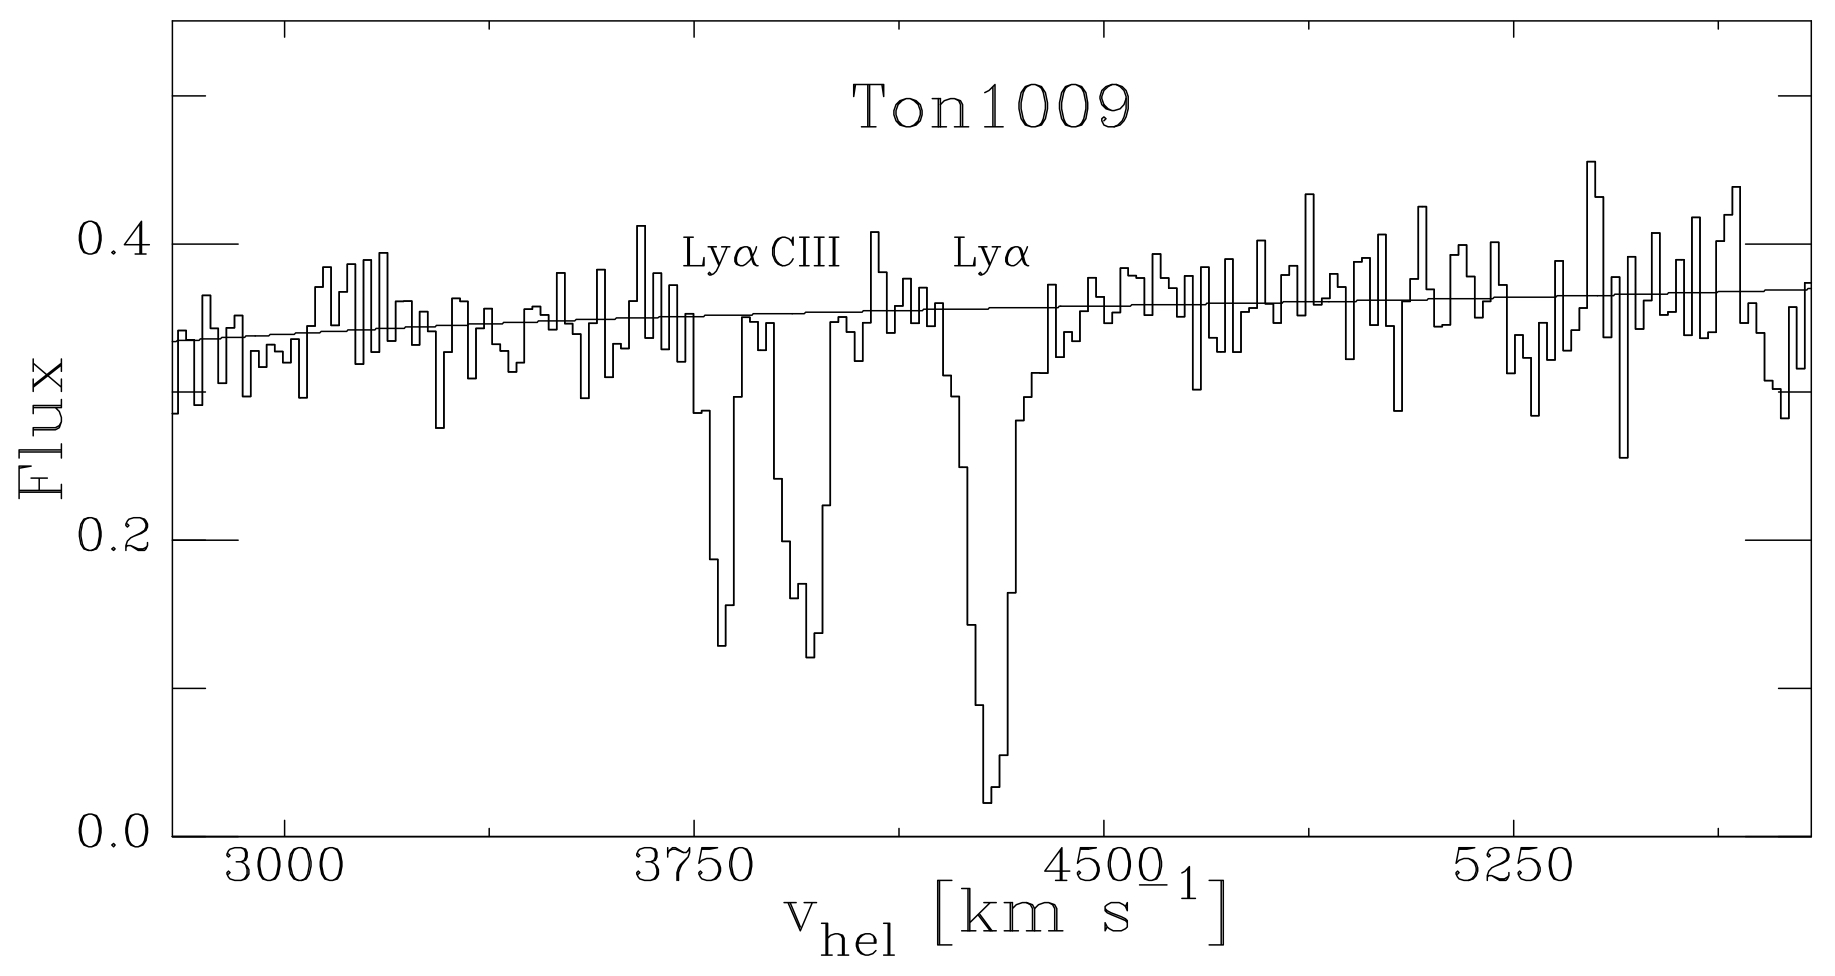 Ton1009
Lyα CIII Lyα
0.4
0.2
0.0
Flux
3000 3750 4500 5250
v_hel [km s^-1]